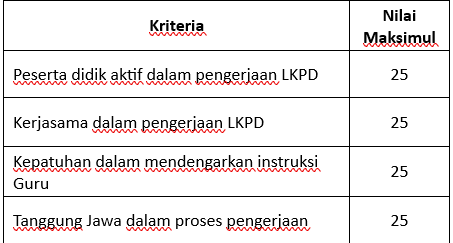 Kriteria
Nilai
Maksimul
Peserta didik aktif dalam pengerjaan LKPD
25
Kerjasama dalam pengerjaan LKPD
25
Kepatuhan dalam mendengarkan instruksi
Guru
25
Tanggung Jawa dalam proses pengerjaan
25